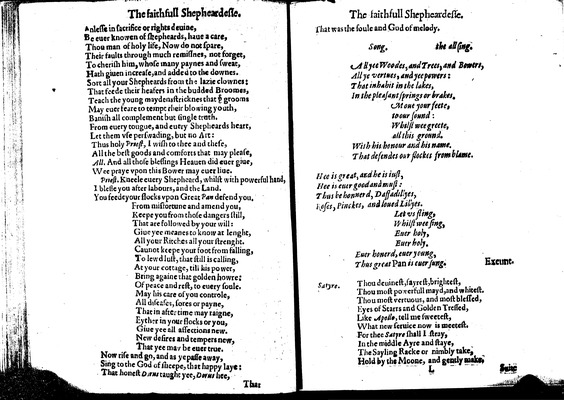 The faithfull Shepheardesse.
Vnlesse in sacrifice or rights deuine,
Be euer knowen of shepheards, haue a care,
Thou man of holy life, Now do not spare,
Their faults through much remissnes, not forget,
To cherish him, whose many paynes and swear,
Hath giuen increase, and added to the downes.
Sort all your Shepheards from the lazie clownes:
That feede their heafers in the budded Broomes,
Teach the young maydens strickness that ye grooms
May euer feare to tempt their blowing youth,
Banish all complement but single truth.
From euery tongue, and euery Shepheards heart,
Let them vse perswading, but no Art:
Thus holy Priest, I wish to thee and these,
All the best goods and comforts that may please,
All. And all those blessings Heauen did euer giue,
Wee praye vpon this Bower may euer liue.
Priest. Kneele euery Shepheard, whilst with powerfull hand,
I blesse you after labours, and the Land.
You feede your flocks vpon Great Pan defend you,
From misfortune and amend you,
Keepe you from those dangers still,
That are followed by your will:
Giue yee meanes to know at lenght,
All your Ritches all your strenght.
Cannot keepe your foot from falling,
To lewd lust, that still is calling,
At your cottage, till his power,
Bring againe that golden howre:
Of peace and rest, to euery soule.
May his care of you controle,
All diseases, sores or payne,
That in after time may raigne,
Eyther in your flocks or you,
Giue yee all affections new.
New desires and tempers new,
That yee may be euer true.
Now rise and go, and as ye passe away,
Sing to the God of sheepe, that happy laye:
That honest Dorus taught yee, Dorus hee,
That
The faithfull Shepheardesse.
That was the soule and God of melody.
Song. the all sing.
All yee Woodes, and Trees, and Bowers,
All ye vertues, and yee powers:
That inhabit in the lakes,
In the pleasant springs or brakes,
Moue your feete,
to our sound:
Whilst wee greete,
all this ground.
With his honour and his name.
That defendes our flockes from blame.
Hee is great, and he is iust,
Hee is euer good and must:
Thus be honnerd, Daffadillyes,
Roses, Pinckes, and loued Lilyes.
Let vs fling,
Whilst wee sing,
Euer holy,
Euer holy.
Euer honerd, euer young,
Thus great Pan is euer sung. Exeunt.
Satyre. Thou deuinest, fayrest, brightest,
Thou most powerfull mayd, and whitest.
Thou most vertuous, and most blessed,
Eyes of Starrs and Golden Tressed,
Like Apollo, tell me sweetest,
What new seruice now is meetest.
For thee Satyre shall I stray,
In the middle Ayre and staye,
The Sayling Racke or nimbly take,
Hold by the Moone, and gently make,